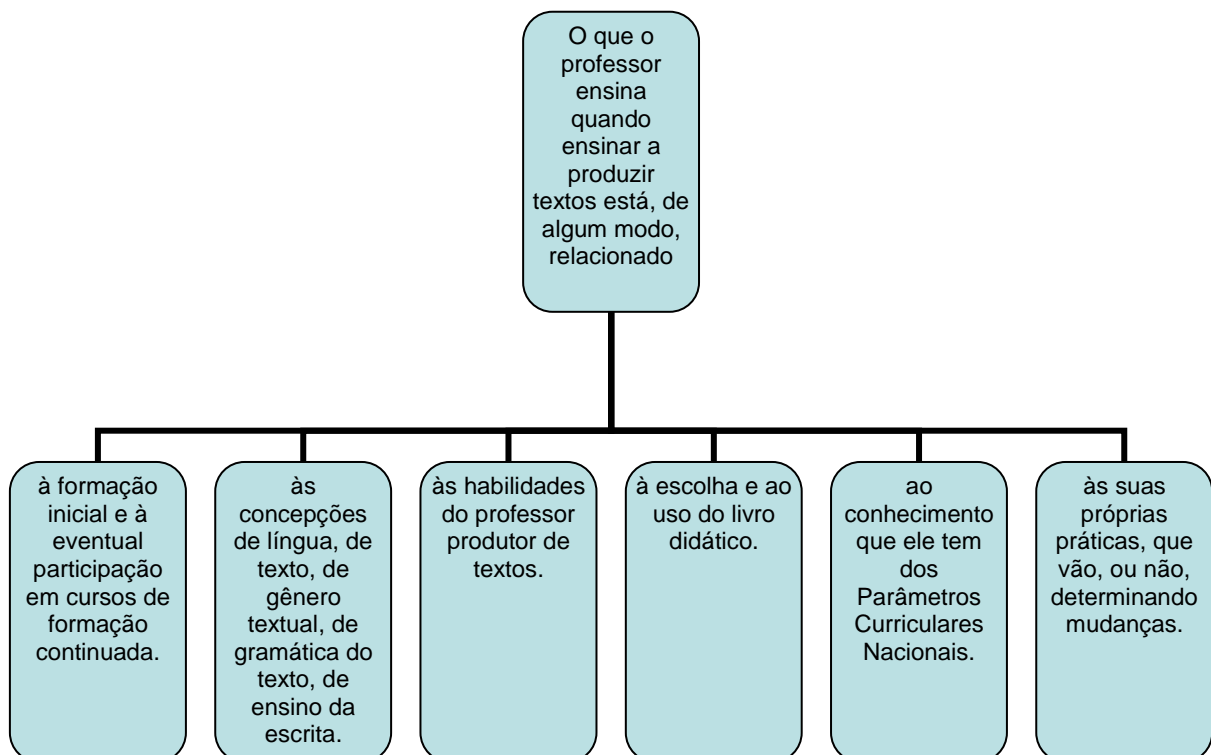 O que o
professor
ensina
quando
ensinar a
produzir
textos está, de
algum modo,
relacionado
à formação
inicial e à
eventual
participação
em cursos de
formação
continuada.
às
concepções
de língua, de
texto, de
gênero
textual, de
gramática do
texto, de
ensino da
escrita.
às habilidades
do professor
produtor de
textos.
à escolha e ao
uso do livro
didático.
ao
conhecimento
que ele tem
dos
Parâmetros
Curriculares
Nacionais.
às suas
próprias
práticas, que
vão, ou não,
determinando
mudanças.